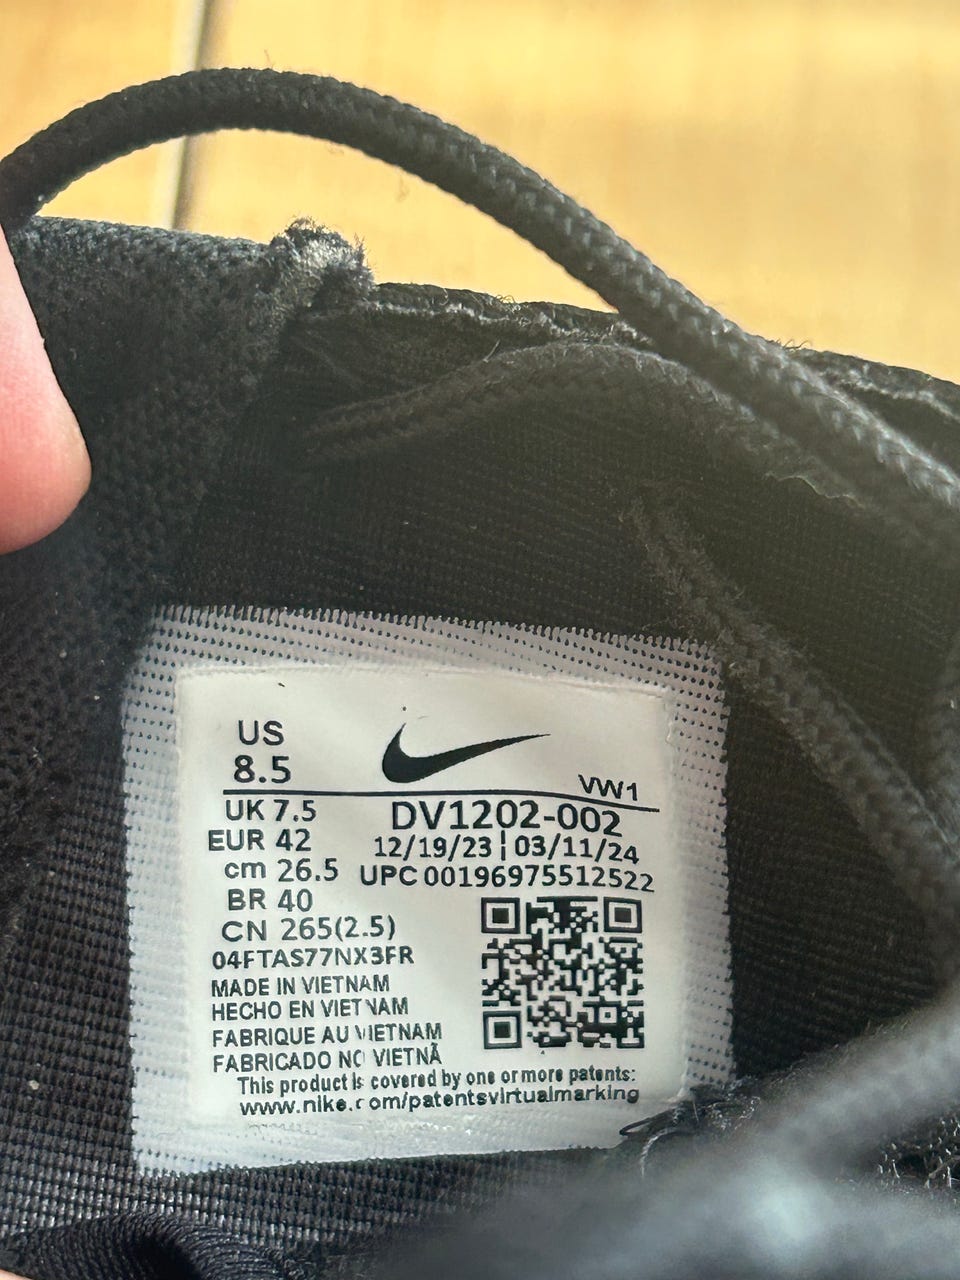 US
8.5
VW1
UK 7.5
DV1202-002
EUR 42
12/19/23 | 03/11/24
cm 26.5
UPC 00196975512522
BR 40
CN 265(2.5)
04FTAS77NX3FR
MADE IN VIETNAM
HECHO EN VIETNAM
FABRIQUE AU VIETNAM
FABRICADO NO VIETNÃ
This product is covered by one or more patents:
www.nike.com/patentsvirtualmarking